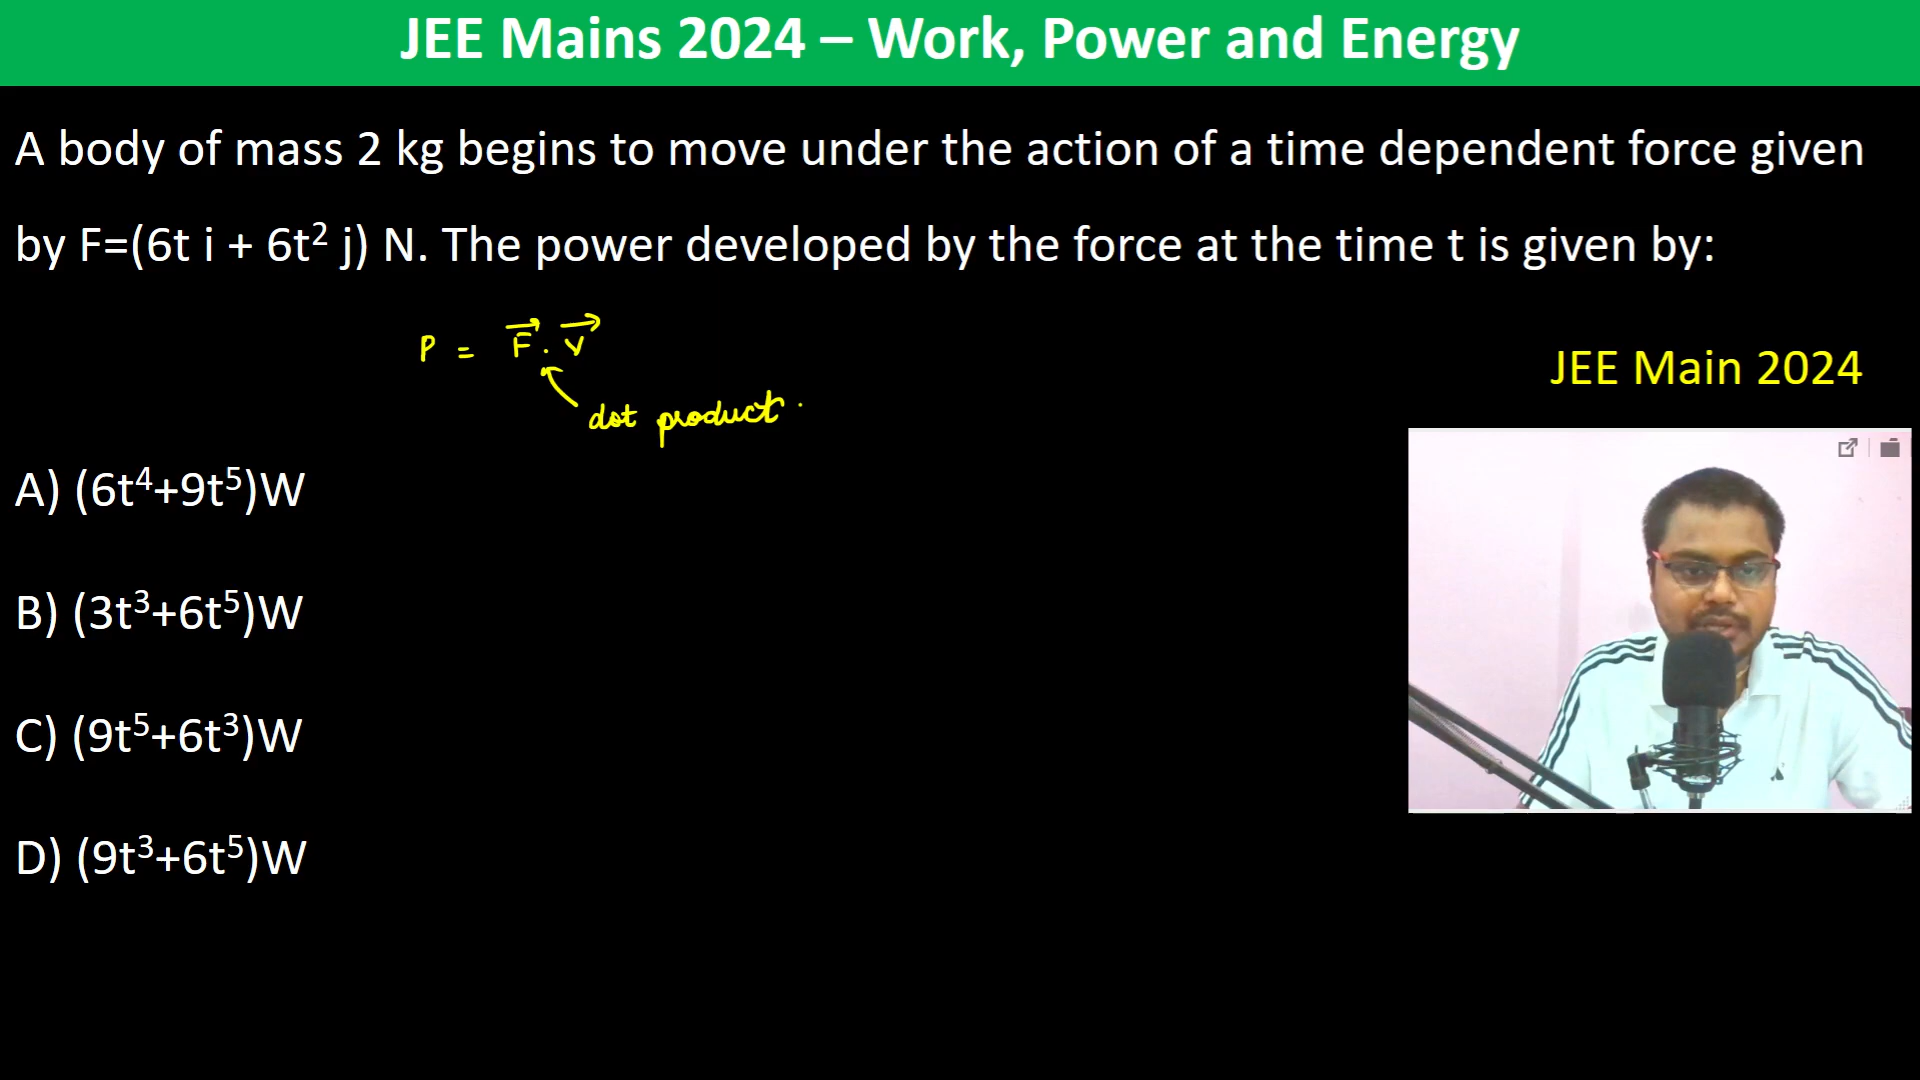 JEE Mains 2024 – Work, Power and Energy
A body of mass 2 kg begins to move under the action of a time dependent force given
by F=(6t i + 6t² j) N. The power developed by the force at the time t is given by:
P = F⃗ . v⃗
dot product .
JEE Main 2024
A) (6t⁴+9t⁵)W
B) (3t³+6t⁵)W
C) (9t⁵+6t³)W
D) (9t³+6t⁵)W